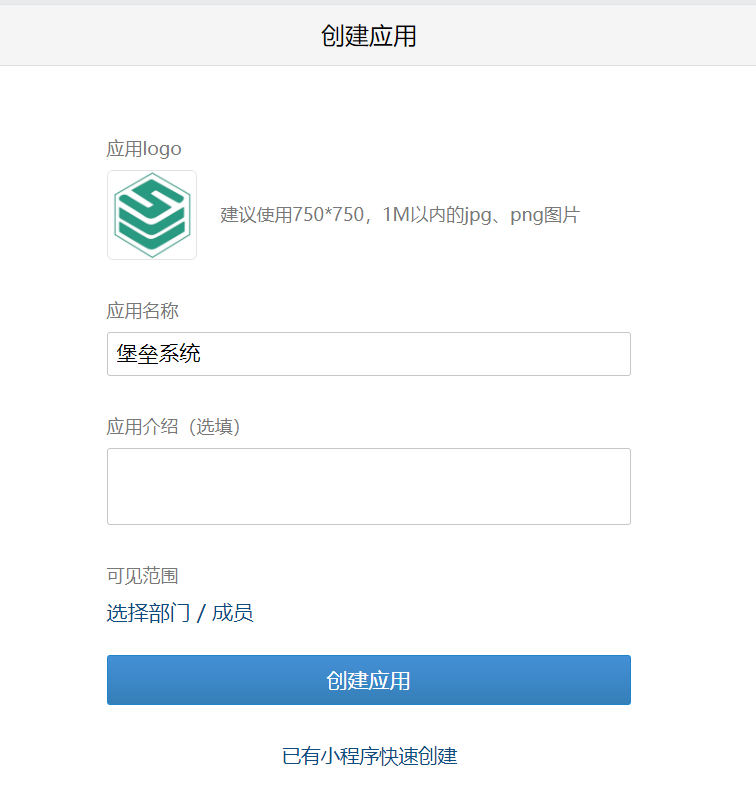 创建应用
应用logo
建议使用750*750，1M以内的jpg、png图片
应用名称
堡垒系统
应用介绍（选填）
可见范围
选择部门 / 成员
创建应用
已有小程序快速创建